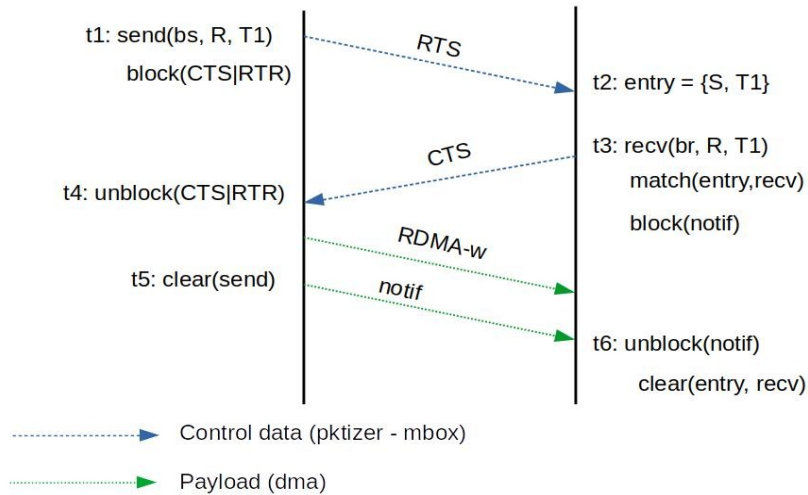 t1: send(bs, R, T1)
block(CTS|RTR)
RTS
t2: entry = {S, T1}
t3: recv(br, R, T1)
match(entry,recv)
block(notif)
CTS
t4: unblock(CTS|RTR)
RDMA-w
t5: clear(send)
notif
t6: unblock(notif)
clear(entry, recv)
Control data (pktizer - mbox)
Payload (dma)